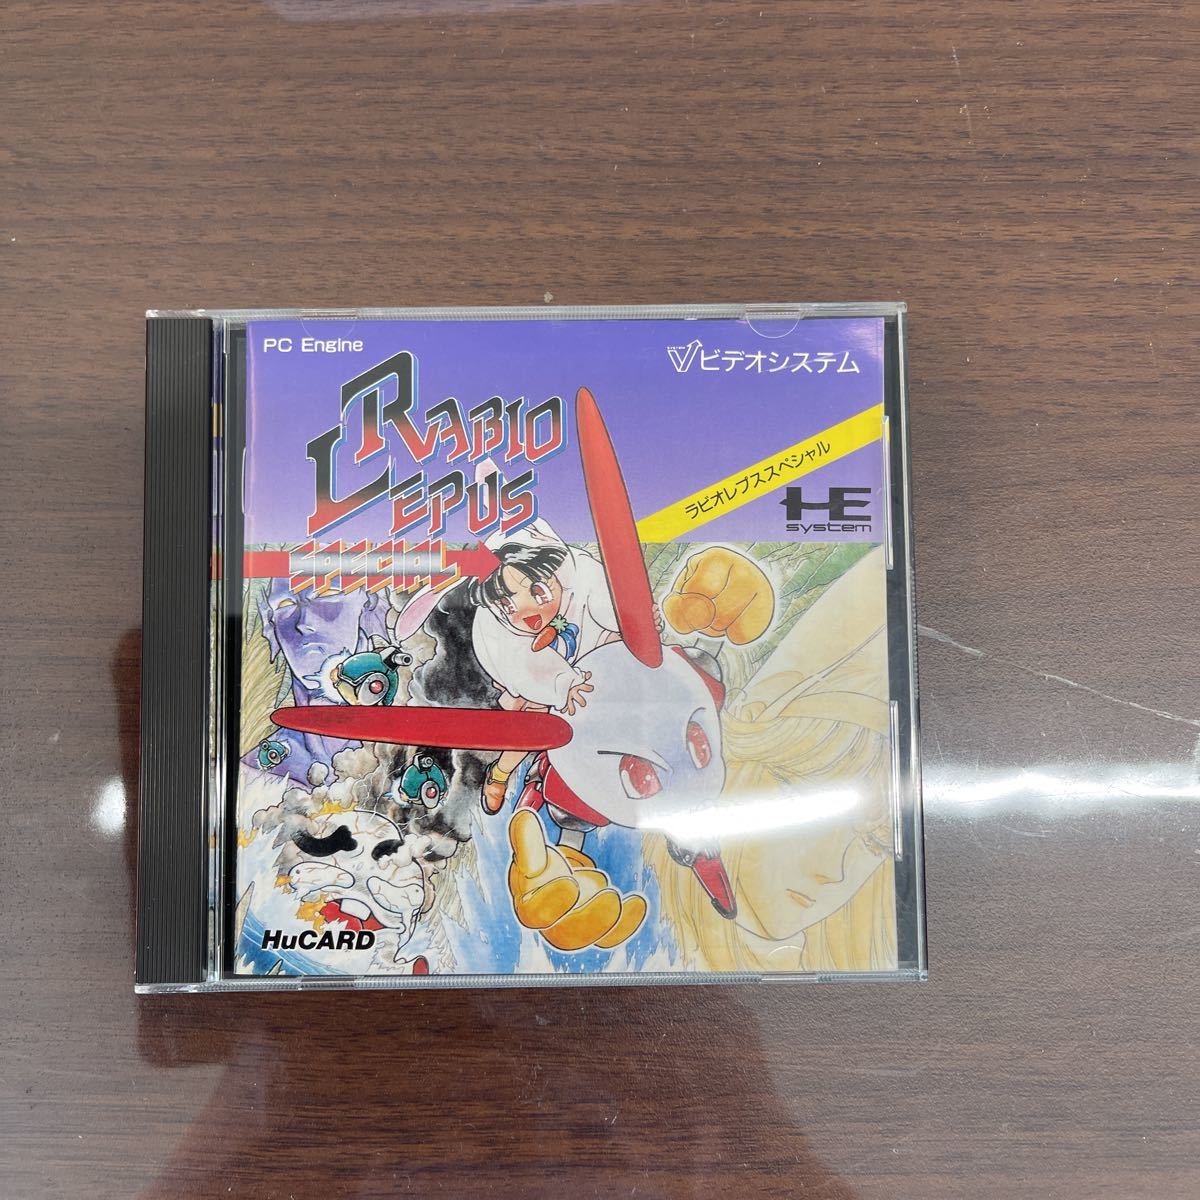 PC Engine
SYSTEM
ビデオシステム
RABIO
LEPUS
SPECIAL
ラビオレプススペシャル
HE
system
HuCARD